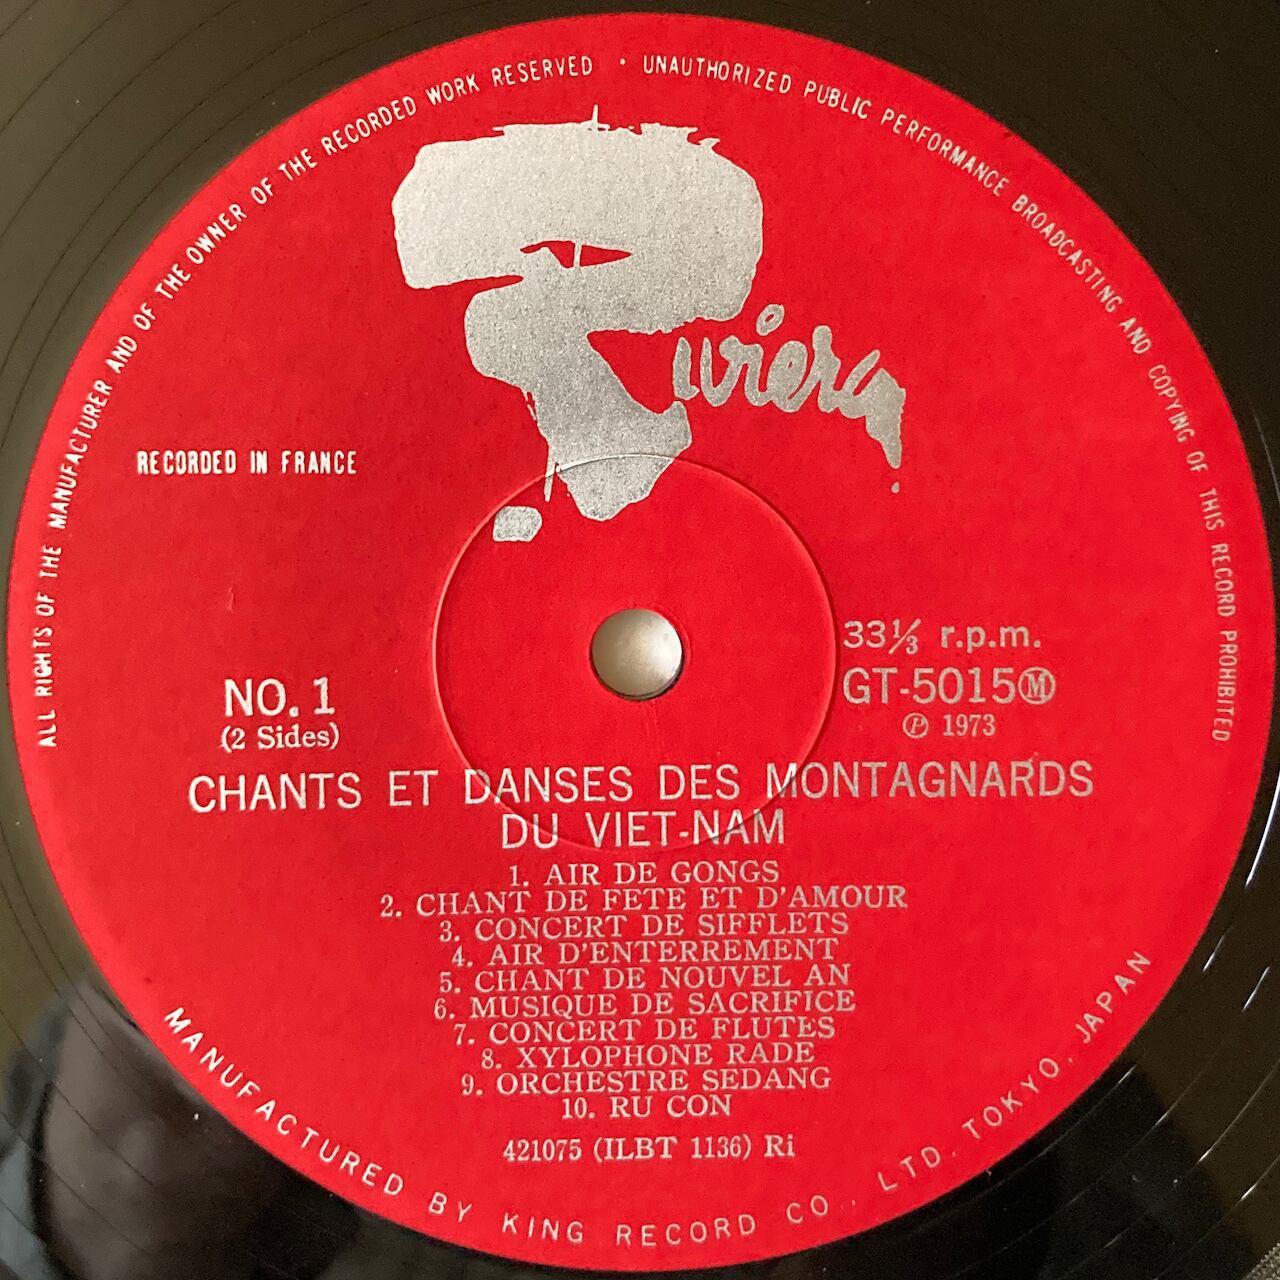 ALL RIGHTS OF THE MANUFACTURER AND OF THE OWNER OF THE RECORDED WORK RESERVED • UNAUTHORIZED PUBLIC PERFORMANCE BROADCASTING AND COPYING OF THIS RECORD PROHIBITED
Riviera
RECORDED IN FRANCE
33⅓ r.p.m.
NO. 1
GT-5015Ⓜ
(2 Sides)
Ⓟ 1973
CHANTS ET DANSES DES MONTAGNARDS
DU VIET-NAM
1. AIR DE GONGS
2. CHANT DE FETE ET D'AMOUR
3. CONCERT DE SIFFLETS
4. AIR D'ENTERREMENT
5. CHANT DE NOUVEL AN
6. MUSIQUE DE SACRIFICE
7. CONCERT DE FLUTES
8. XYLOPHONE RADE
9. ORCHESTRE SEDANG
10. RU CON
421075 (ILBT 1136) Ri
MANUFACTURED BY KING RECORD CO., LTD. TOKYO, JAPAN